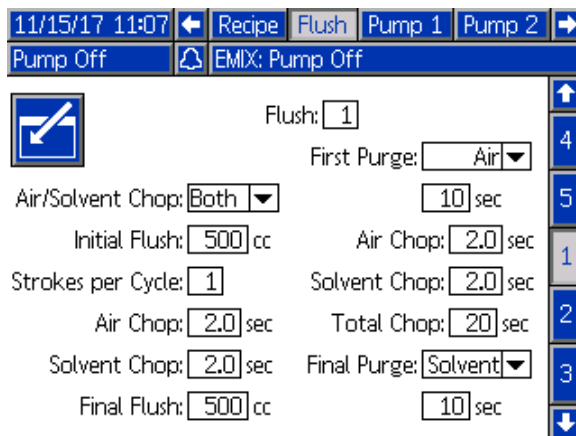 11/15/17 11:07 Recipe Flush Pump 1 Pump 2
Pump Off EMIX: Pump Off
Flush: 1
First Purge: Air
Air/Solvent Chop: Both 10 sec
Initial Flush: 500 cc Air Chop: 2.0 sec
Strokes per Cycle: 1 Solvent Chop: 2.0 sec
Air Chop: 2.0 sec Total Chop: 20 sec
Solvent Chop: 2.0 sec Final Purge: Solvent
Final Flush: 500 cc 10 sec
4
5
1
2
3